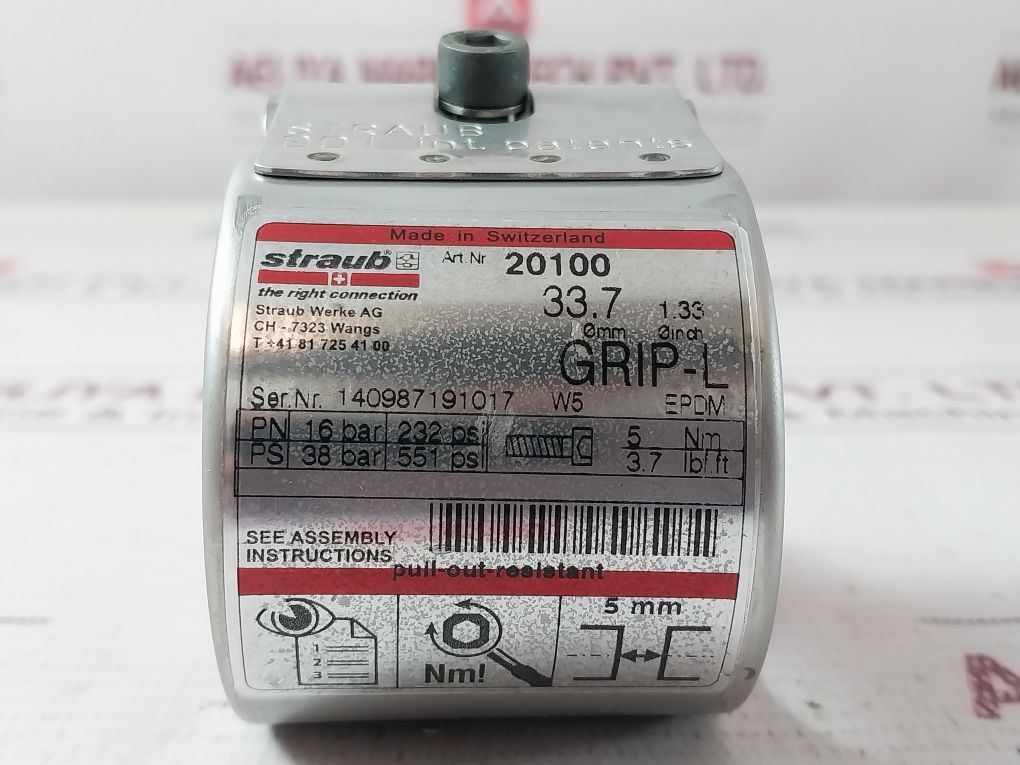 STRAUB
int. patents
Made in Switzerland
straub®
Art.Nr 20100
the right connection
33.7 1.33
Ømm Øinch
Straub Werke AG
CH - 7323 Wangs
T +41 81 725 41 00
GRIP-L
Ser.Nr. 140987191017 W5 EPDM
PN 16 bar 232 psi 5 Nm
PS 38 bar 551 psi 3.7 lbf.ft
SEE ASSEMBLY
INSTRUCTIONS
pull-out-resistant
1
2
3
Nm!
5 mm